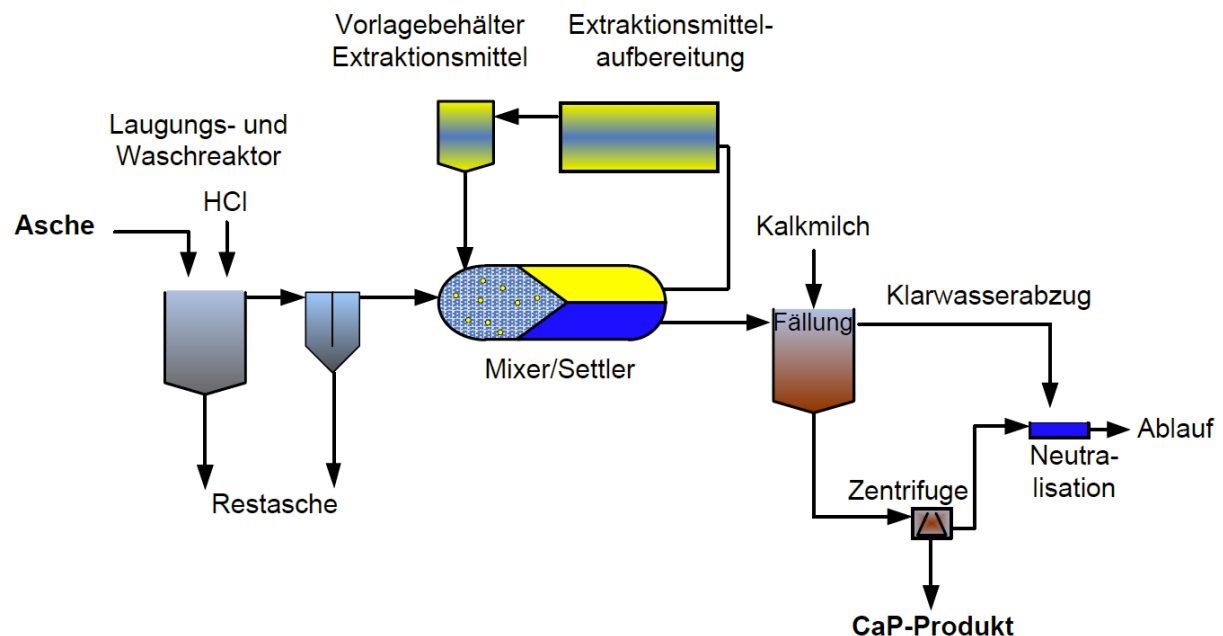 Vorlagebehälter
Extraktionsmittel
Extraktionsmittel-
aufbereitung
Laugungs- und
Waschreaktor
HCl
Asche
Kalkmilch
Klarwasserabzug
Fällung
Mixer/Settler
Ablauf
Neutra-
lisation
Zentrifuge
Restasche
CaP-Produkt